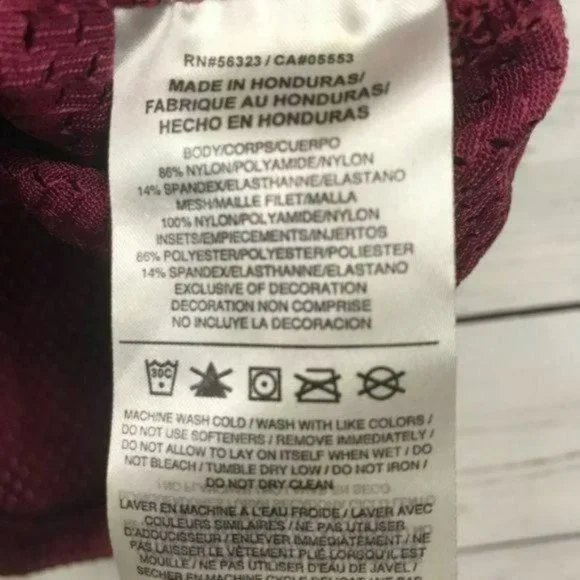 RN#56323 / CA#05553
MADE IN HONDURAS/
FABRIQUE AU HONDURAS/
HECHO EN HONDURAS
BODY/CORPS/CUERPO
86% NYLON/POLYAMIDE/NYLON
14% SPANDEX/ELASTHANNE/ELASTANO
MESH/MAILLE FILET/MALLA
100% NYLON/POLYAMIDE/NYLON
INSETS/EMPIECEMENTS/INJERTOS
86% POLYESTER/POLYESTER/POLIESTER
14% SPANDEX/ELASTHANNE/ELASTANO
EXCLUSIVE OF DECORATION
DECORATION NON COMPRISE
NO INCLUYE LA DECORACION
30C
MACHINE WASH COLD / WASH WITH LIKE COLORS /
DO NOT USE SOFTENERS / REMOVE IMMEDIATELY /
DO NOT ALLOW TO LAY ON ITSELF WHEN WET / DO
NOT BLEACH / TUMBLE DRY LOW / DO NOT IRON /
DO NOT DRY CLEAN
LAVER EN MACHINE A L'EAU FROIDE / LAVER AVEC
COULEURS SIMILAIRES / NE PAS UTILISER
D'ADOUCISSEUR / ENLEVER IMMEDIATEMENT / NE
PAS LAISSER LE VÊTEMENT PLIE LORSQU'IL EST
MOUILLE / NE PAS UTILISER D'EAU DE JAVEL /
SECHER EN MACHINE CYCLE DELICAT